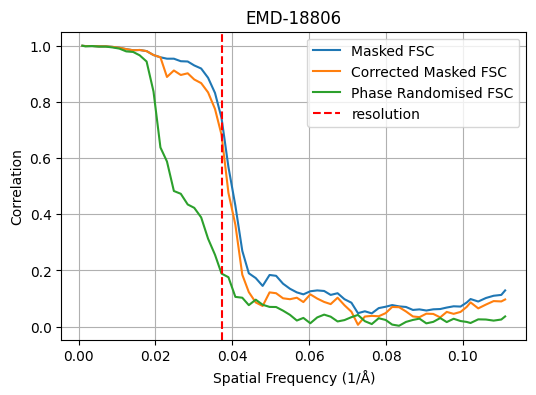 EMD-18806
Masked FSC
Corrected Masked FSC
Phase Randomised FSC
resolution
Correlation
1.0
0.8
0.6
0.4
0.2
0.0
0.00 0.02 0.04 0.06 0.08 0.10
Spatial Frequency (1/Å)